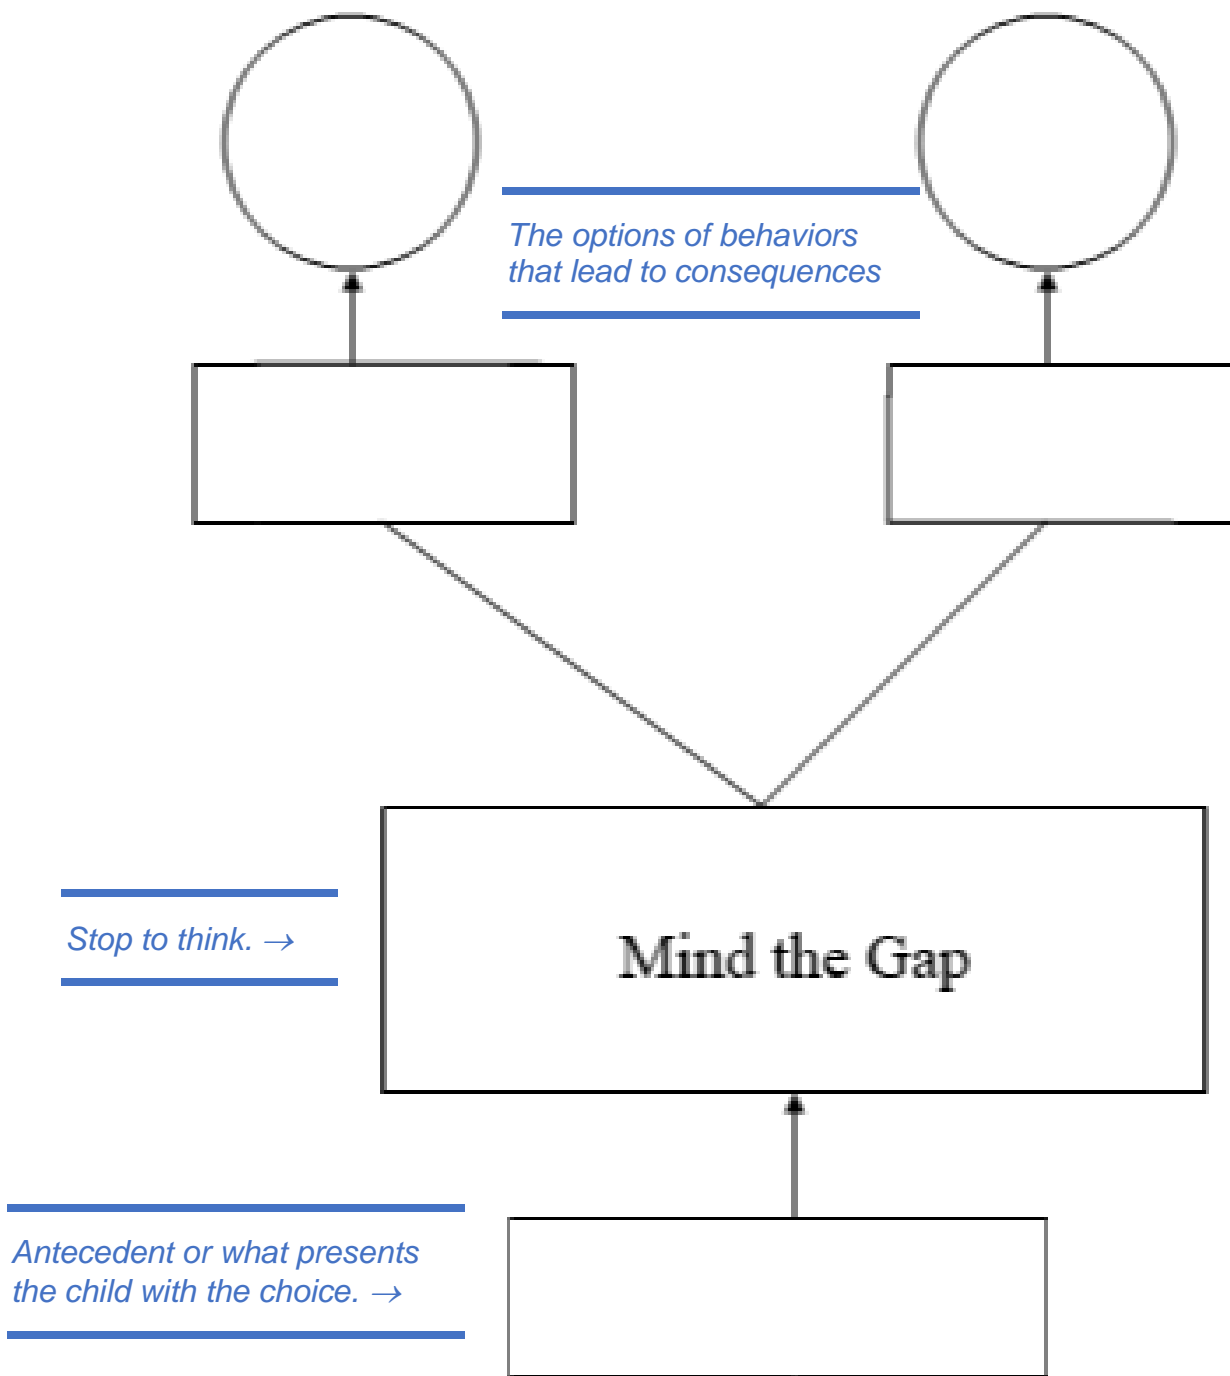 The options of behaviors
that lead to consequences
Stop to think. →
Mind the Gap
Antecedent or what presents
the child with the choice. →